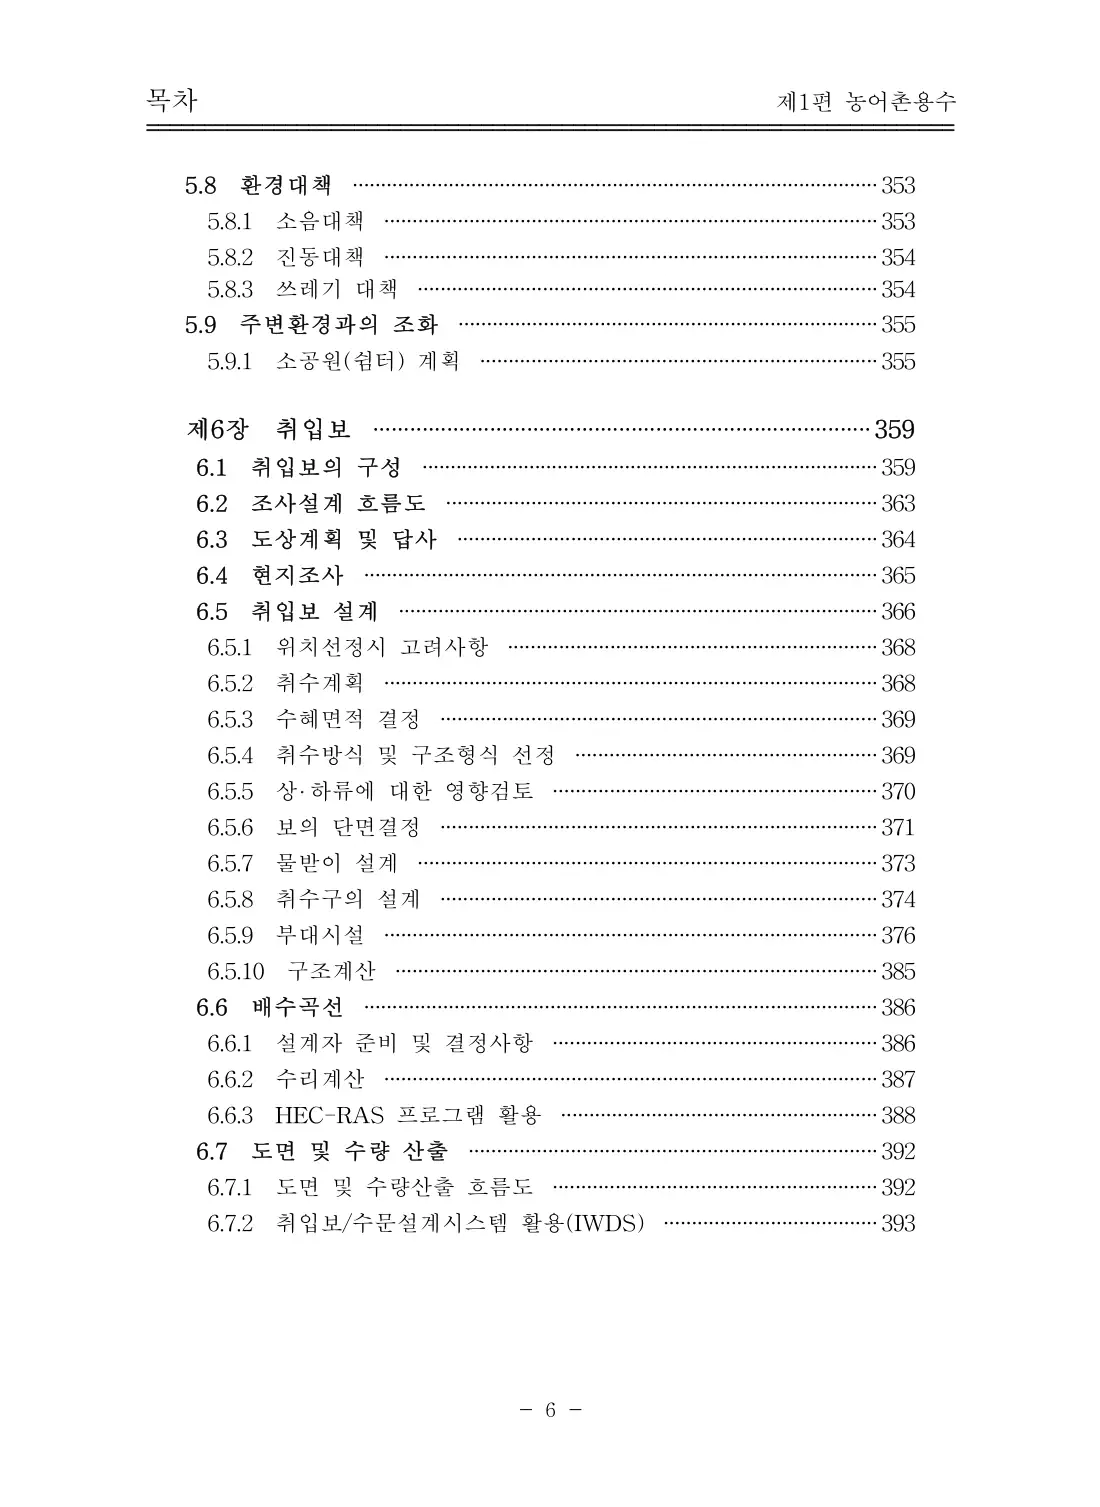 목차 제1편 농어촌용수
5.8 환경대책 ············ 353
5.8.1 소음대책 ············ 353
5.8.2 진동대책 ············ 354
5.8.3 쓰레기 대책 ············ 354
5.9 주변환경과의 조화 ············ 355
5.9.1 소공원(쉼터) 계획 ············ 355
제6장 취입보 ············ 359
6.1 취입보의 구성 ············ 359
6.2 조사설계 흐름도 ············ 363
6.3 도상계획 및 답사 ············ 364
6.4 현지조사 ············ 365
6.5 취입보 설계 ············ 366
6.5.1 위치선정시 고려사항 ············ 368
6.5.2 취수계획 ············ 368
6.5.3 수혜면적 결정 ············ 369
6.5.4 취수방식 및 구조형식 선정 ············ 369
6.5.5 상·하류에 대한 영향검토 ············ 370
6.5.6 보의 단면결정 ············ 371
6.5.7 물받이 설계 ············ 373
6.5.8 취수구의 설계 ············ 374
6.5.9 부대시설 ············ 376
6.5.10 구조계산 ············ 385
6.6 배수곡선 ············ 386
6.6.1 설계자 준비 및 결정사항 ············ 386
6.6.2 수리계산 ············ 387
6.6.3 HEC-RAS 프로그램 활용 ············ 388
6.7 도면 및 수량 산출 ············ 392
6.7.1 도면 및 수량산출 흐름도 ············ 392
6.7.2 취입보/수문설계시스템 활용(IWDS) ············ 393
- 6 -